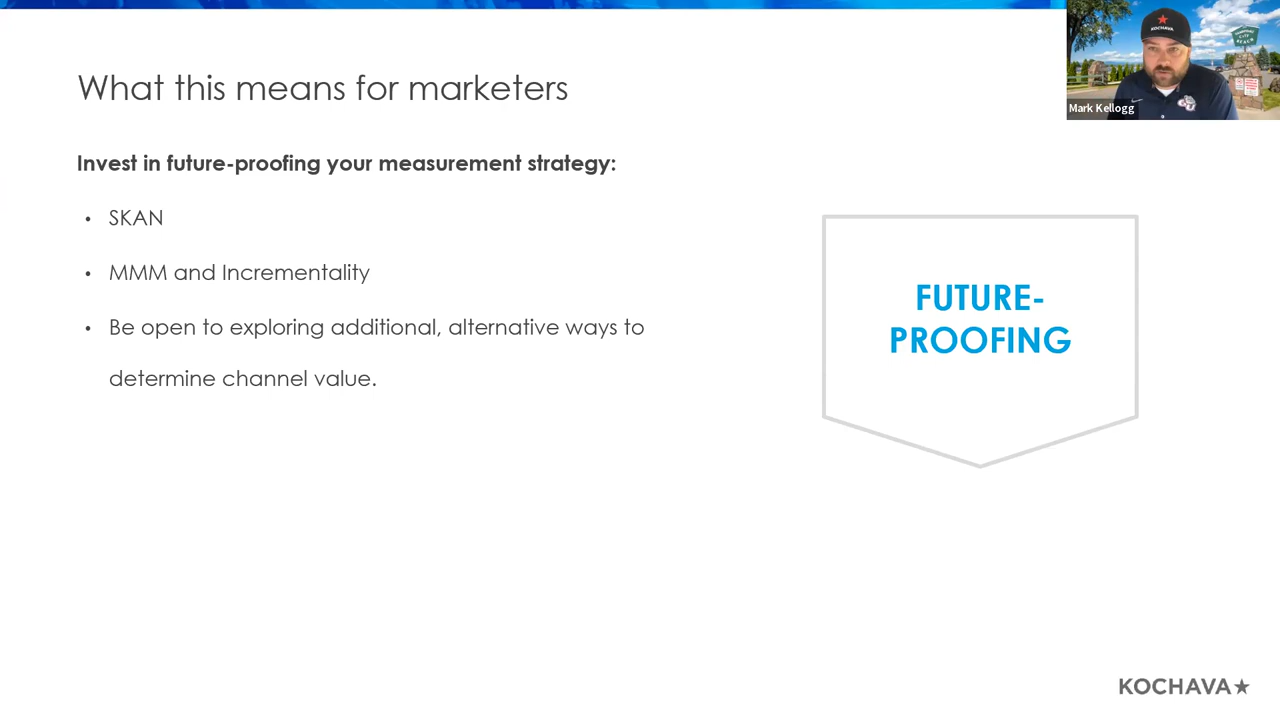 What this means for marketers
Invest in future-proofing your measurement strategy:
• SKAN
• MMM and Incrementality
• Be open to exploring additional, alternative ways to
determine channel value.
FUTURE-
PROOFING
KOCHAVA
Mark Kellogg
KOCHAVA★